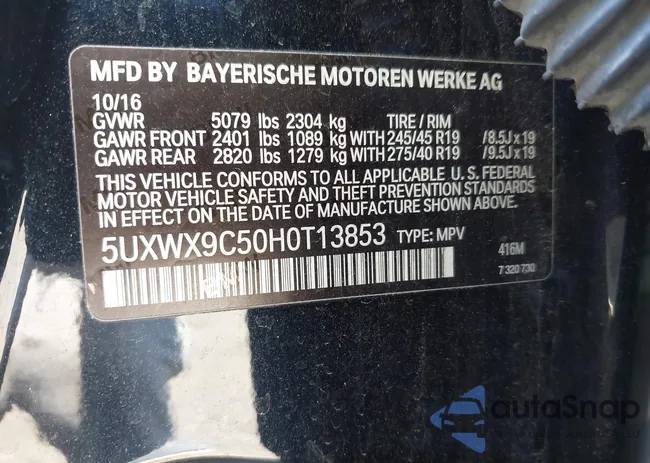 MFD BY BAYERISCHE MOTOREN WERKE AG
10/16
GVWR 5079 lbs 2304 kg TIRE / RIM
GAWR FRONT 2401 lbs 1089 kg WITH 245/45 R19 /8.5J x 19
GAWR REAR 2820 lbs 1279 kg WITH 275/40 R19 /9.5J x 19
THIS VEHICLE CONFORMS TO ALL APPLICABLE U.S. FEDERAL
MOTOR VEHICLE SAFETY AND THEFT PREVENTION STANDARDS
IN EFFECT ON THE DATE OF MANUFACTURE SHOWN ABOVE.
5UXWX9C50H0T13853 TYPE: MPV 416M
7 320 730
autaSnap